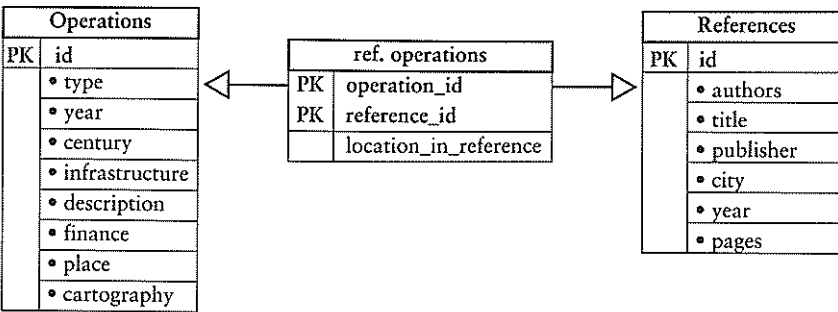 Operations
PK id
• type
• year
• century
• infrastructure
• description
• finance
• place
• cartography
ref. operations
PK operation_id
PK reference_id
location_in_reference
References
PK id
• authors
• title
• publisher
• city
• year
• pages